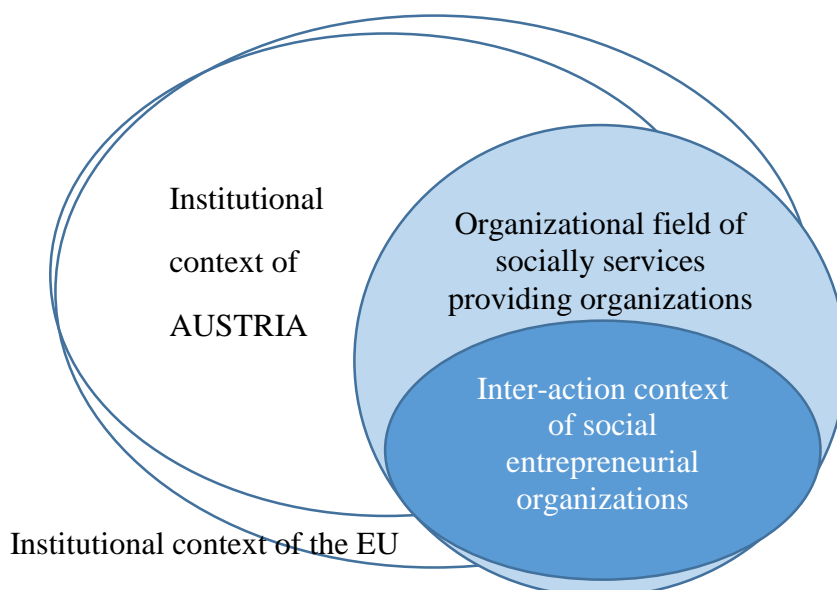 Institutional
context of
AUSTRIA
Organizational field of
socially services
providing organizations
Inter-action context
of social
entrepreneurial
organizations
Institutional context of the EU